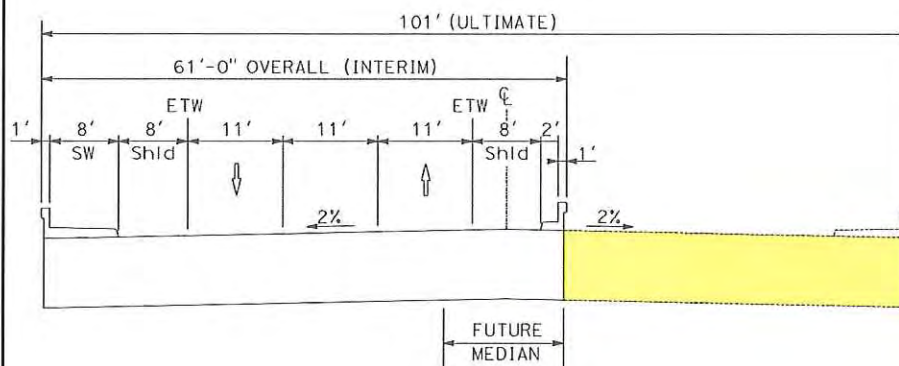 101' (ULTIMATE)
61'-0" OVERALL (INTERIM)
ETW ETW ℄
1' 8' 8' 11' 11' 11' 8' 2'
SW Shld Shld 1'
2% 2%
FUTURE
MEDIAN